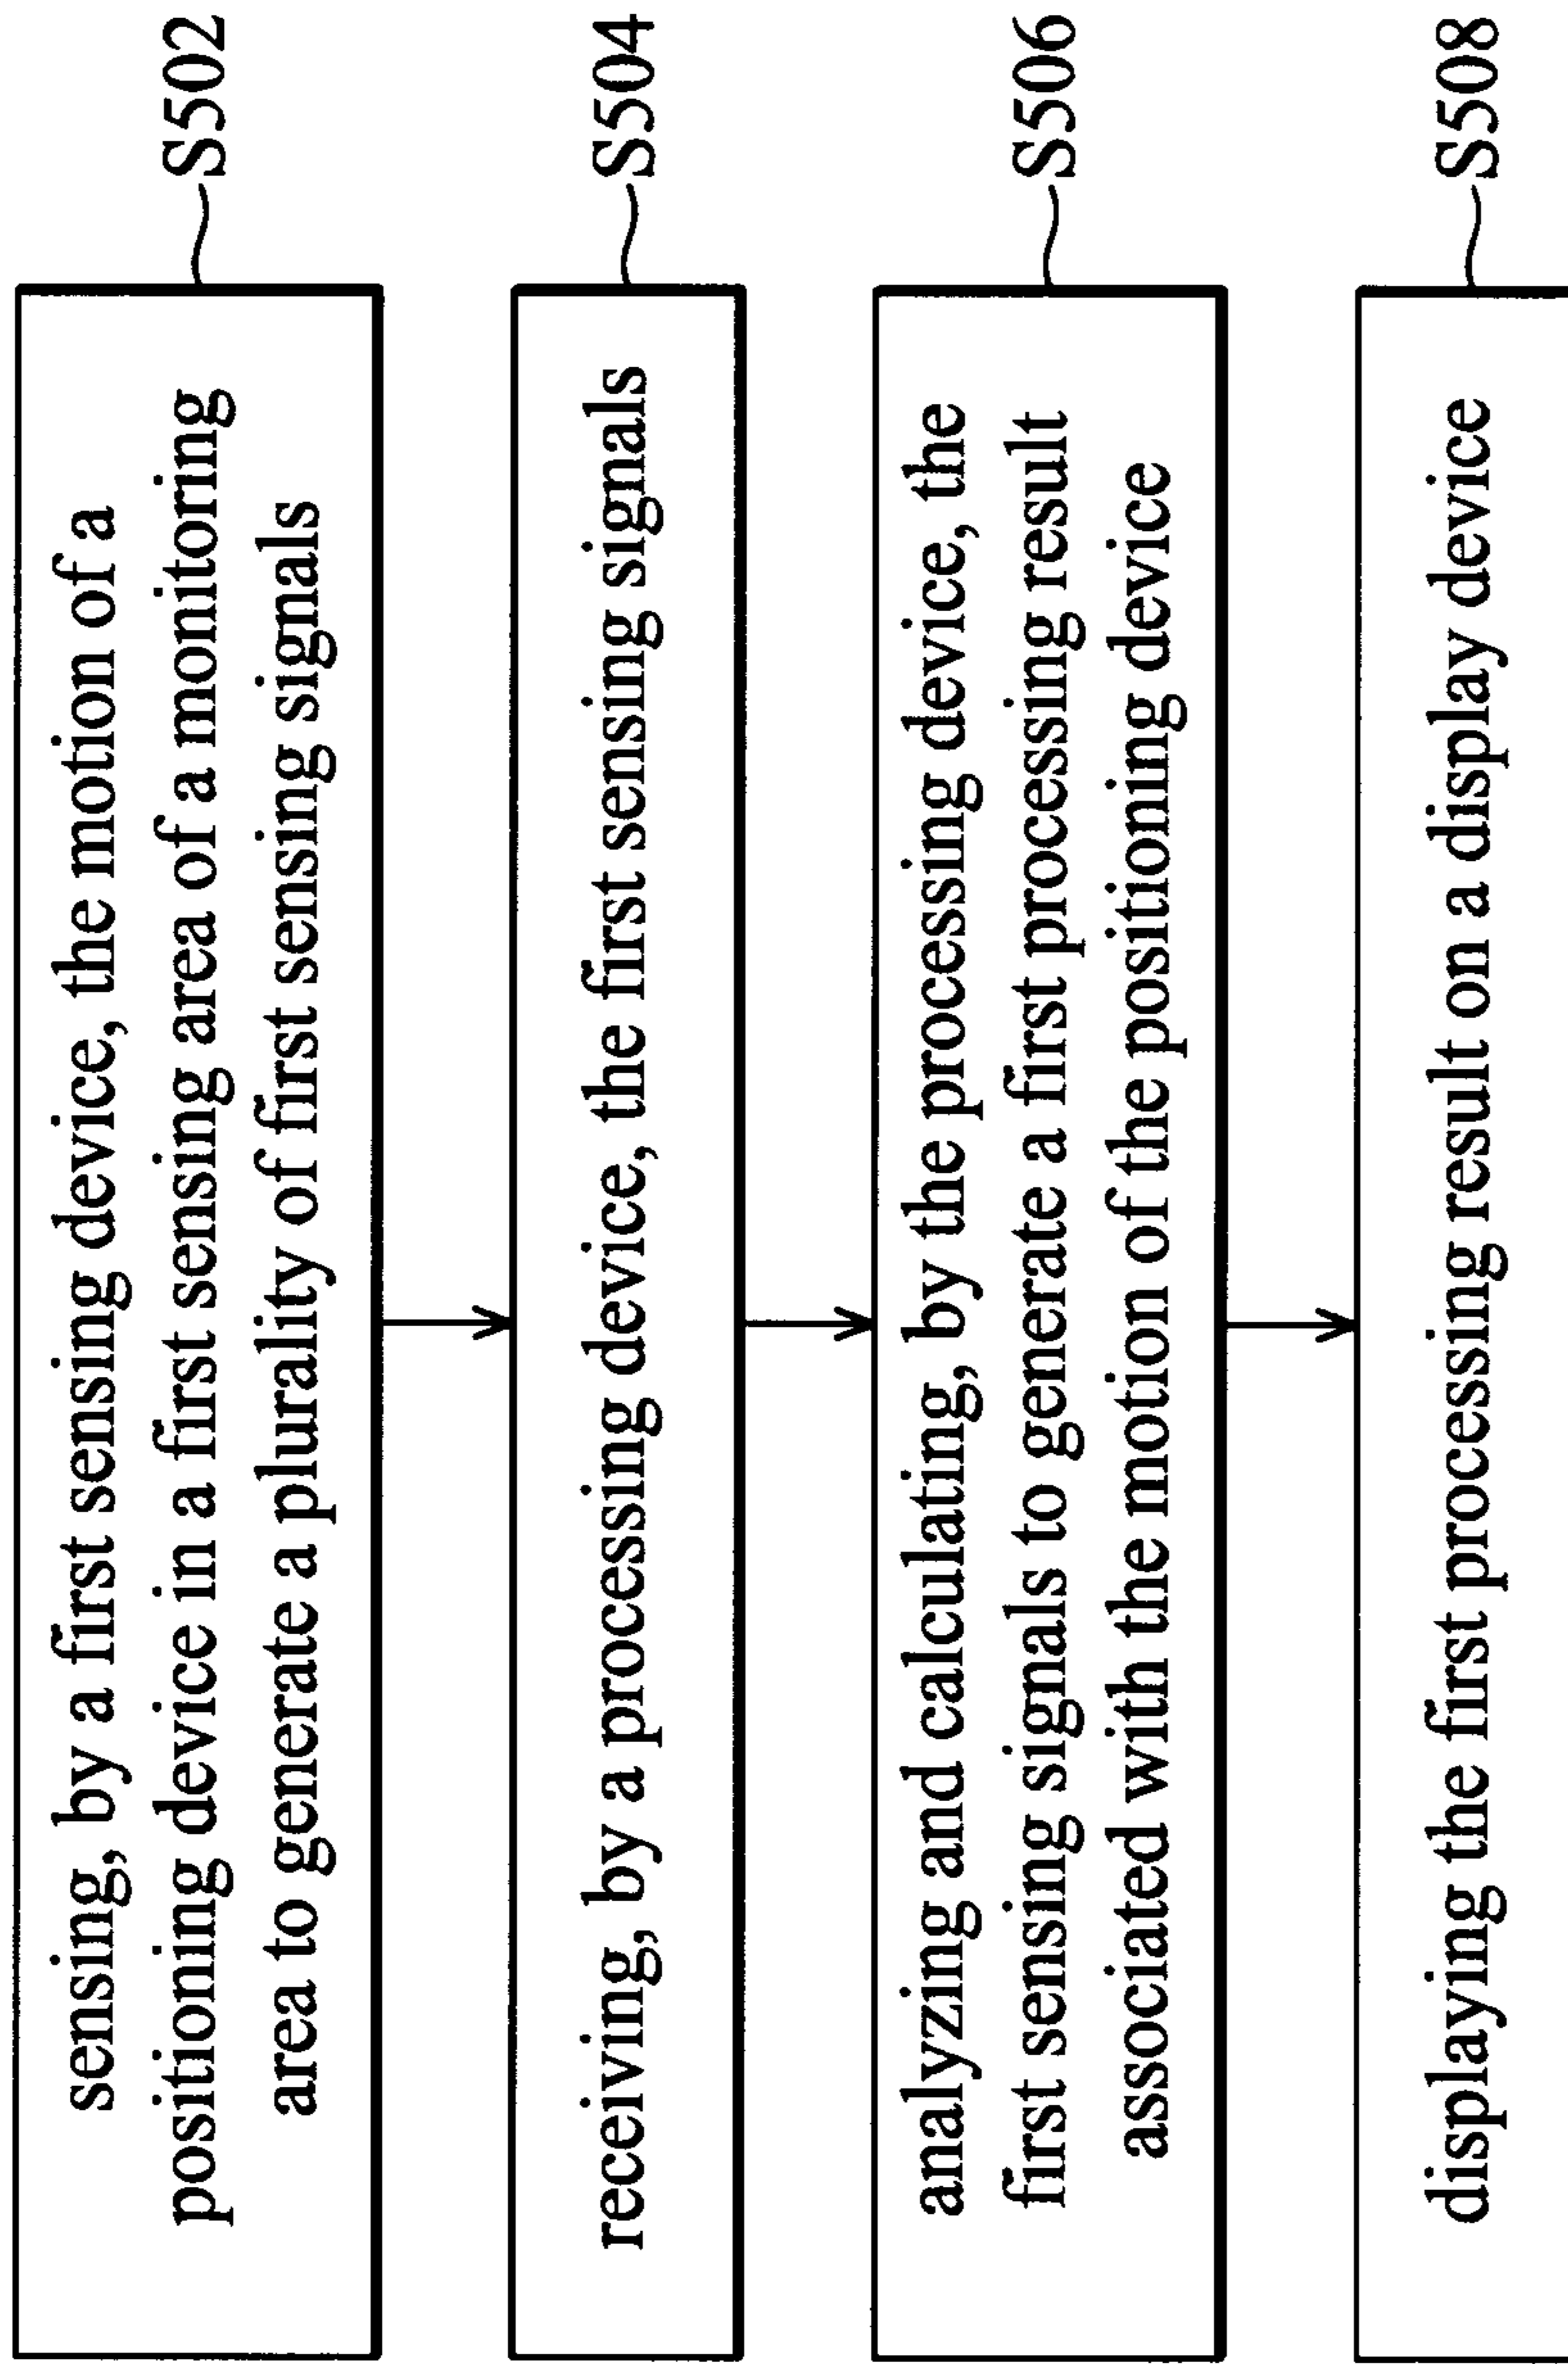 sensing, by a first sensing device, the motion of a
positioning device in a first sensing area of a monitoring
area to generate a plurality of first sensing signals
S502
receiving, by a processing device, the first sensing signals
S504
analyzing and calculating, by the processing device, the
first sensing signals to generate a first processing result
associated with the motion of the positioning device
S506
displaying the first processing result on a display device
S508